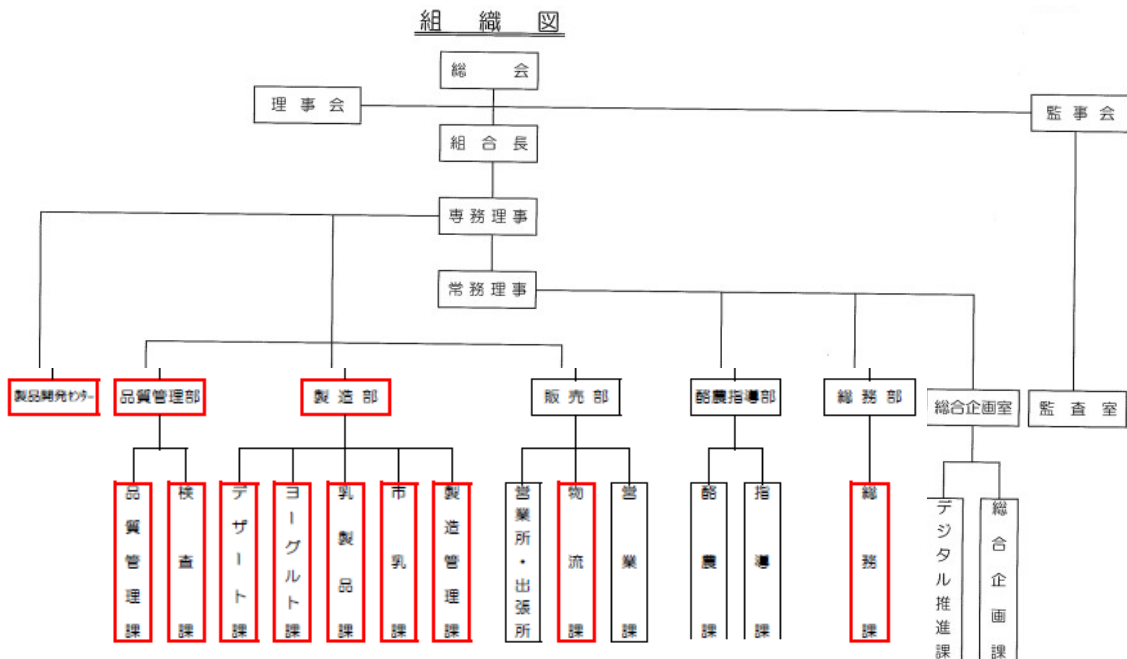 組織図
総会
理事会
監事会
組合長
専務理事
常務理事
製品開発ｾﾝﾀｰ
品質管理部
製造部
販売部
酪農指導部
総務部
総合企画室
監査室
品質管理課
検査課
デザート課
ヨーグルト課
乳製品課
市乳課
製造管理課
営業所・出張所
物流課
営業課
酪農課
指導課
総務課
デジタル推進課
総合企画課